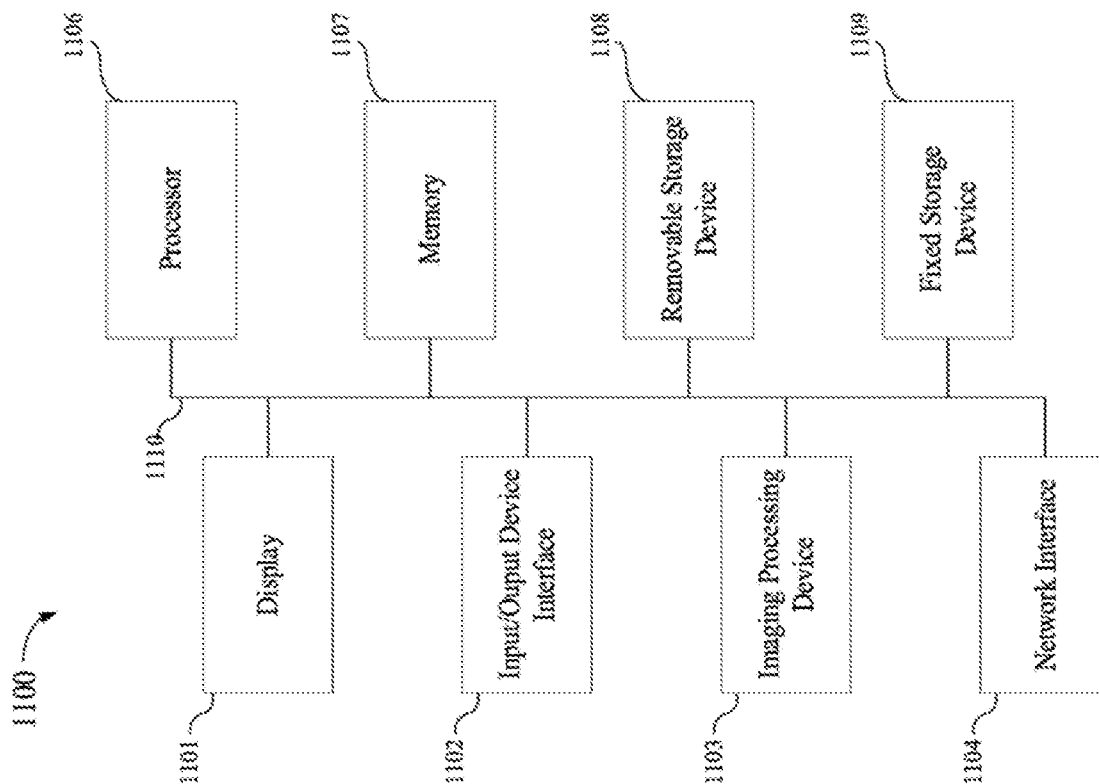 1100
1101
Display
1102
Input/Ouput Device
Interface
1103
Imaging Processing
Device
1104
Network Interface
1110
1106
Processor
1107
Memory
1108
Removable Storage
Device
1109
Fixed Storage
Device